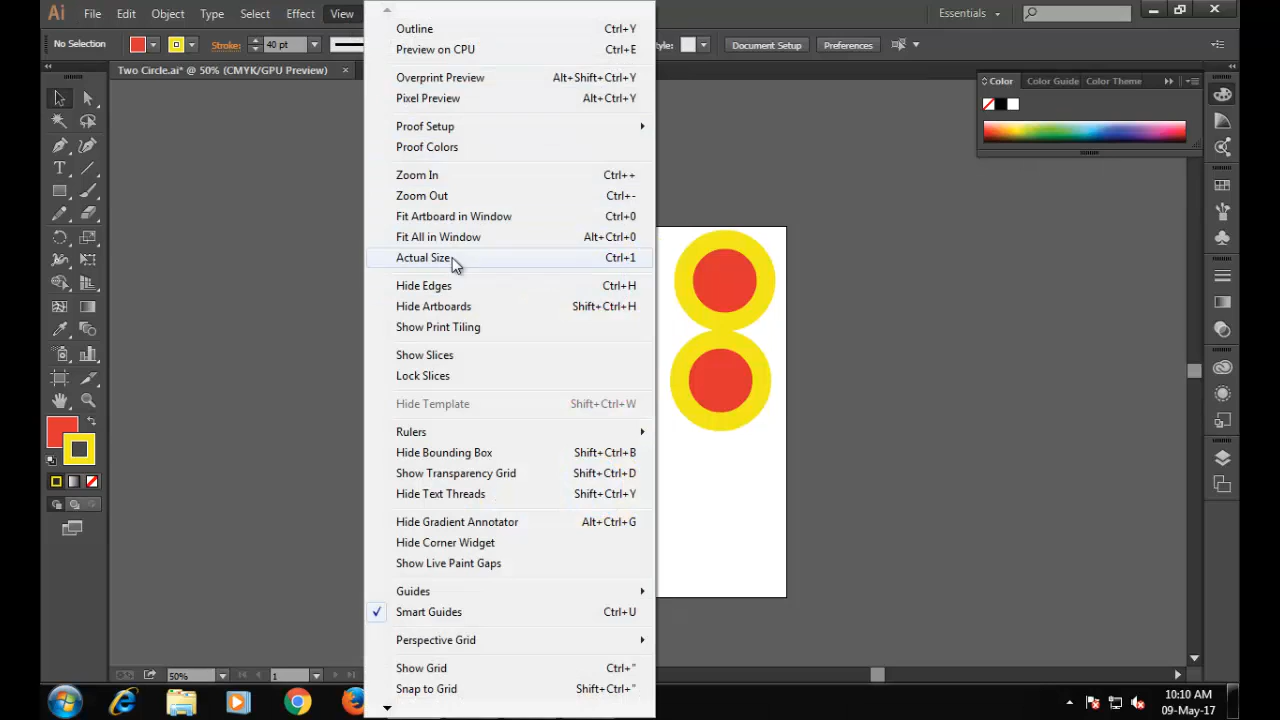 Ai File Edit Object Type Select Effect View Essentials
No Selection Stroke: 40 pt Style: Document Setup Preferences
Two Circle.ai* @ 50% (CMYK/GPU Preview) ×
Color Color Guide Color Theme
Outline Ctrl+Y
Preview on CPU Ctrl+E
Overprint Preview Alt+Shift+Ctrl+Y
Pixel Preview Alt+Ctrl+Y
Proof Setup
Proof Colors
Zoom In Ctrl++
Zoom Out Ctrl+-
Fit Artboard in Window Ctrl+0
Fit All in Window Alt+Ctrl+0
Actual Size Ctrl+1
Hide Edges Ctrl+H
Hide Artboards Shift+Ctrl+H
Show Print Tiling
Show Slices
Lock Slices
Hide Template Shift+Ctrl+W
Rulers
Hide Bounding Box Shift+Ctrl+B
Show Transparency Grid Shift+Ctrl+D
Hide Text Threads Shift+Ctrl+Y
Hide Gradient Annotator Alt+Ctrl+G
Hide Corner Widget
Show Live Paint Gaps
Guides
Smart Guides Ctrl+U
Perspective Grid
Show Grid Ctrl+"
Snap to Grid Shift+Ctrl+"
50% 1
10:10 AM
09-May-17